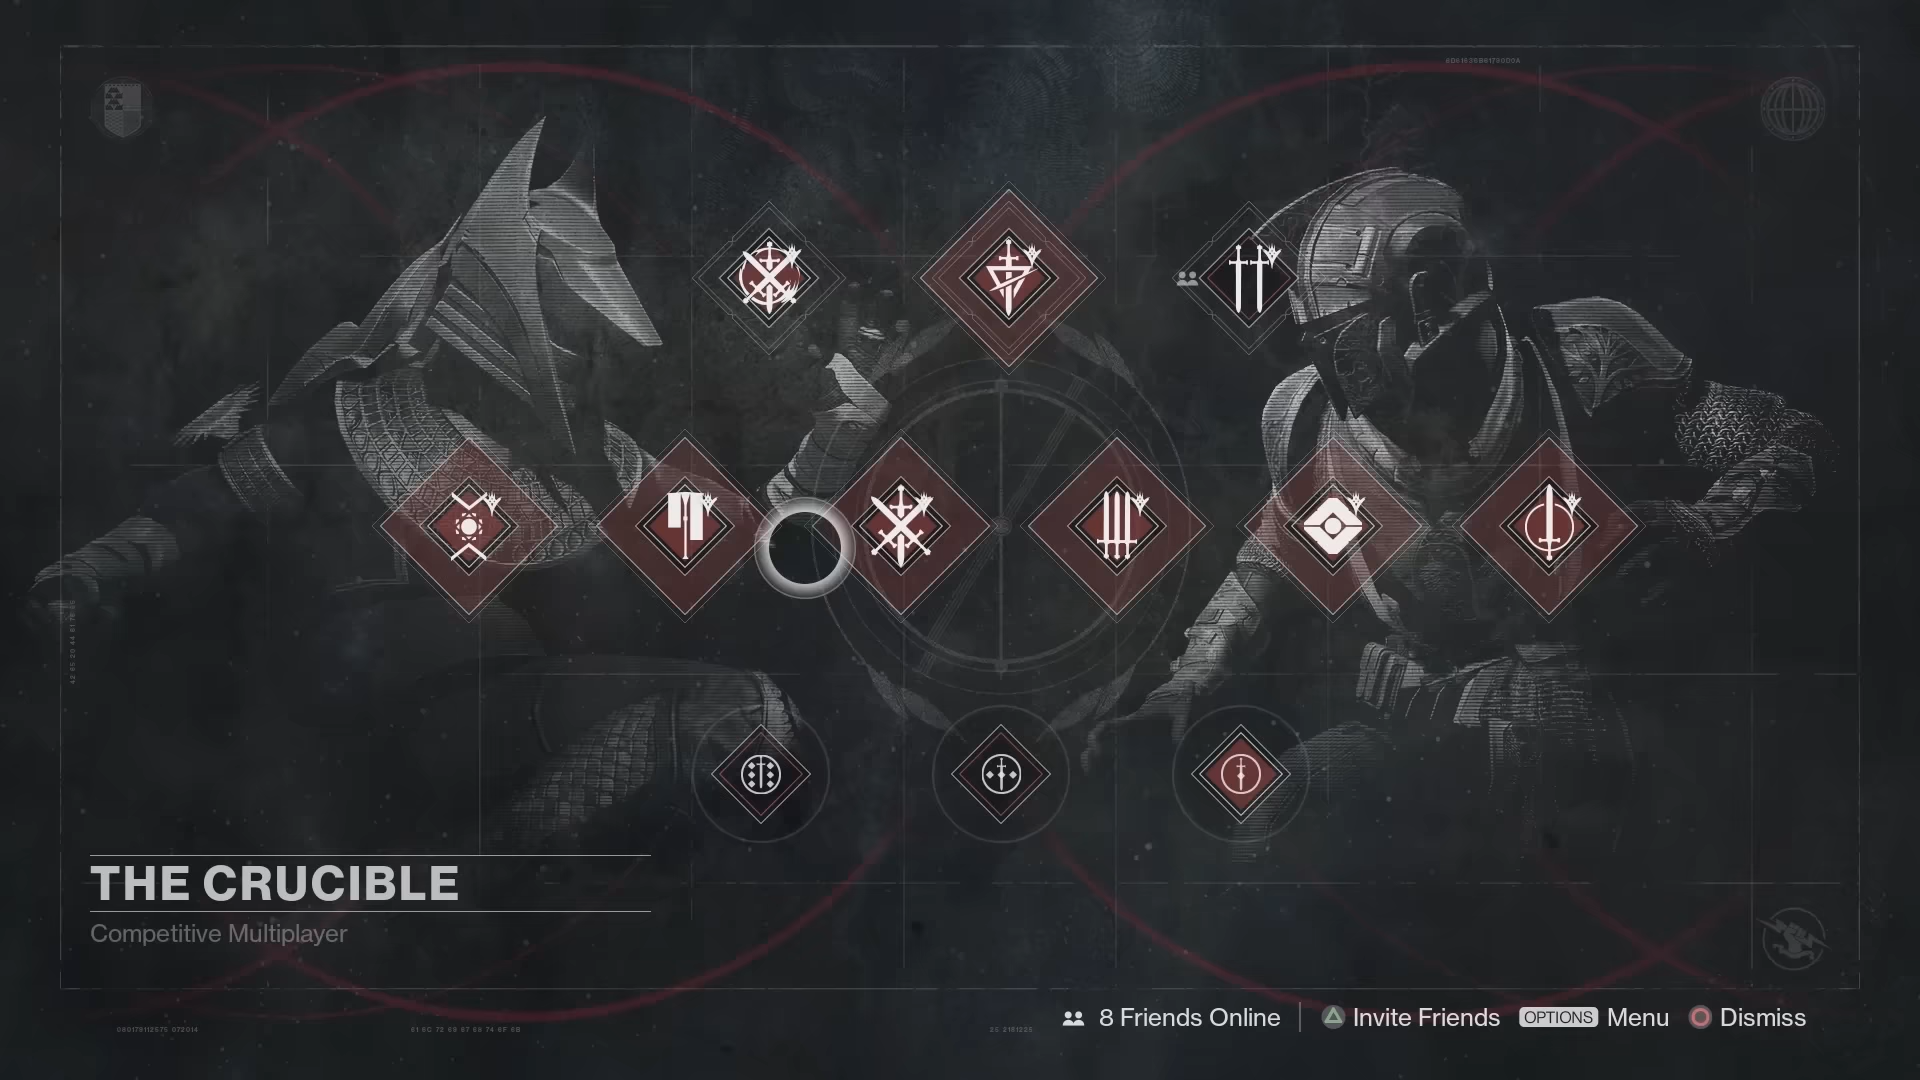 THE CRUCIBLE
Competitive Multiplayer
8 Friends Online
Invite Friends
OPTIONS Menu
Dismiss